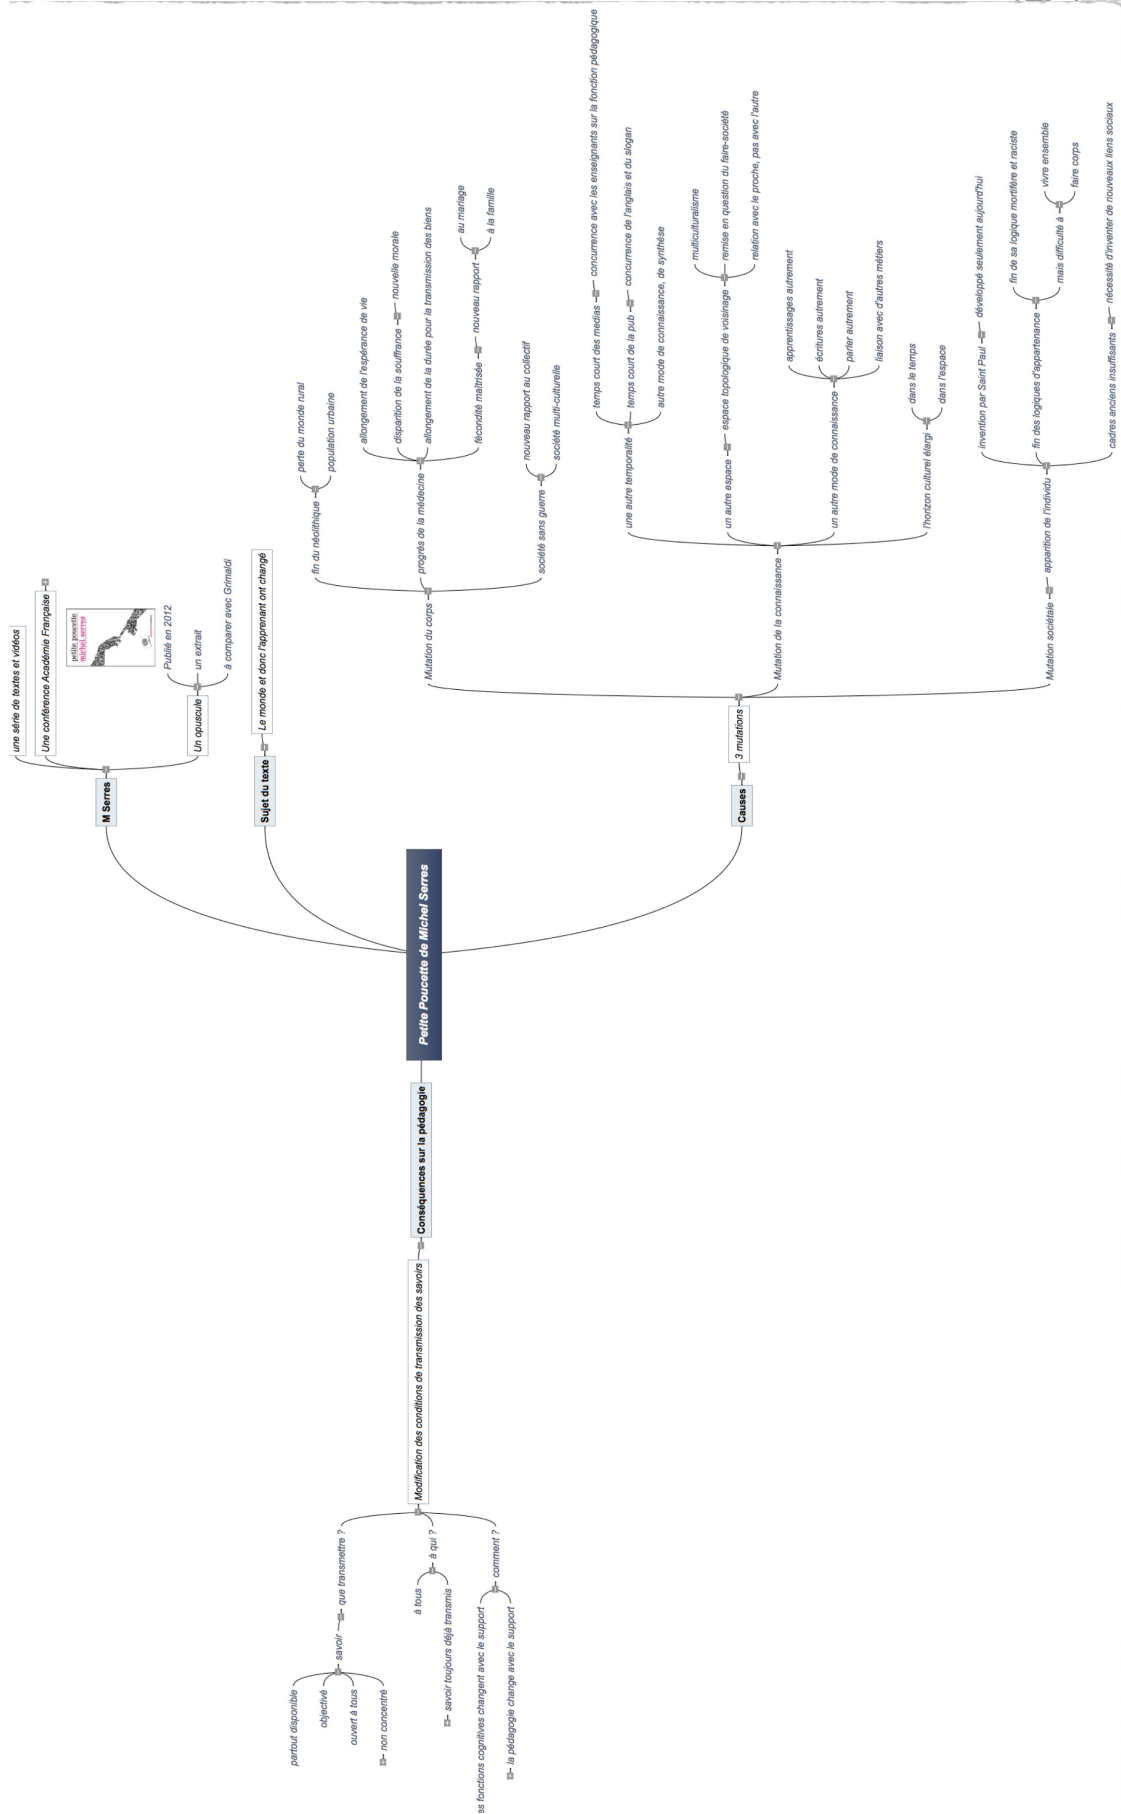 Petite Poucette de Michel Serres
M Serres
une série de textes et vidéos
Une conférence Académie Française
petite poucette
michel serres
Un opuscule
Publié en 2012
un extrait
à comparer avec Grimaldi
Sujet du texte
Le monde et donc l'apprenant ont changé
Causes
3 mutations
Mutation du corps
fin du néolithique
perte du monde rural
population urbaine
progrès de la médecine
allongement de l'espérance de vie
disparition de la souffrance
nouvelle morale
allongement de la durée pour la transmission des biens
fécondité maîtrisée
nouveau rapport
au mariage
à la famille
société sans guerre
nouveau rapport au collectif
société multi-culturelle
Mutation de la connaissance
une autre temporalité
temps court des medias
concurrence avec les enseignants sur la fonction pédagogique
temps court de la pub
concurrence de l'anglais et du slogan
autre mode de connaissance, de synthèse
un autre espace
espace topologique de voisinage
multiculturalisme
remise en question du faire-société
relation avec le proche, pas avec l'autre
un autre mode de connaissance
apprentissages autrement
écritures autrement
parler autrement
liaison avec d'autres métiers
l'horizon culturel élargi
dans le temps
dans l'espace
Mutation sociétale
apparition de l'individu
invention par Saint Paul
développé seulement aujourd'hui
fin des logiques d'appartenance
fin de sa logique mortifère et raciste
mais difficulté à
vivre ensemble
faire corps
cadres anciens insuffisants
nécessité d'inventer de nouveaux liens sociaux
Conséquences sur la pédagogie
Modification des conditions de transmission des savoirs
que transmettre ?
savoir
partout disponible
objectivé
ouvert à tous
non concentré
à qui ?
à tous
savoir toujours déjà transmis
comment ?
es fonctions cognitives changent avec le support
la pédagogie change avec le support